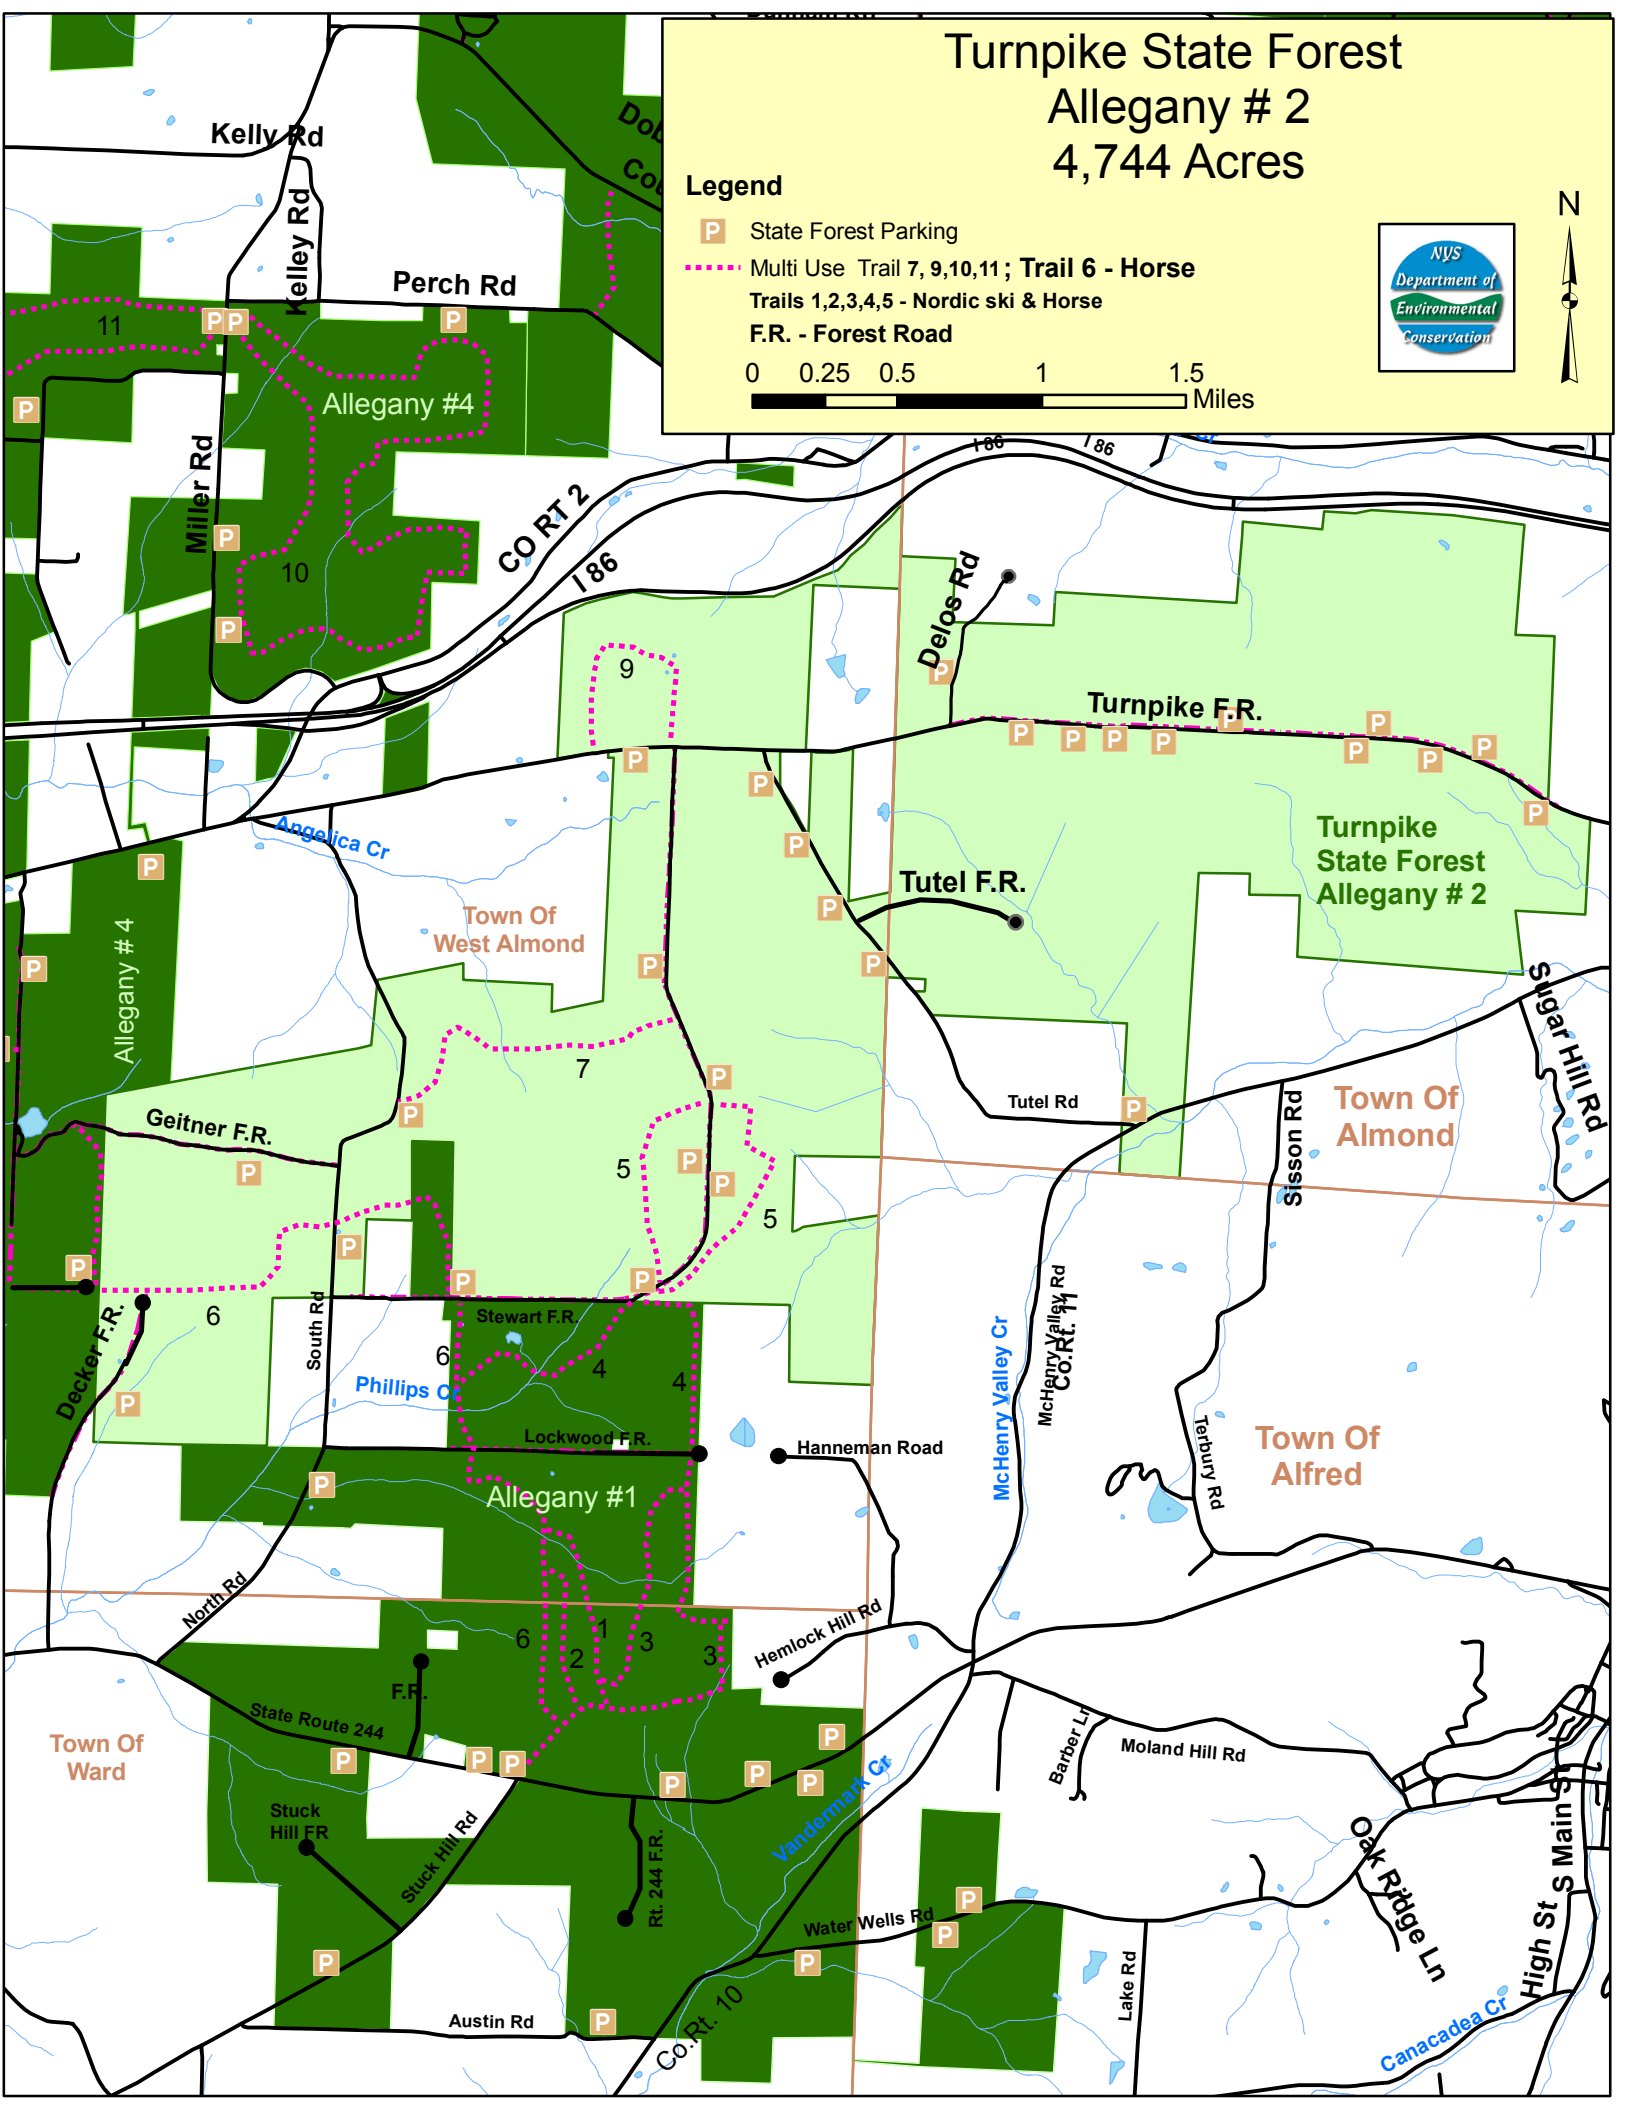 Turnpike State Forest
Allegany # 2
4,744 Acres
Legend
P State Forest Parking
Multi Use Trail 7, 9,10,11 ; Trail 6 - Horse
Trails 1,2,3,4,5 - Nordic ski & Horse
F.R. - Forest Road
0 0.25 0.5 1 1.5
Miles
N
NYS
Department of
Environmental
Conservation
Kelly Rd
Kelley Rd
Perch Rd
11
P P
P
Allegany #4
P
Miller Rd
P
10
P
CO RT 2
I 86
I 86
I 86
Delos Rd
P
9
Turnpike F.R.
P
P
P
P
P
P
P
P
P
P
P
P
P
P
Angelica Cr
Turnpike
State Forest
Allegany # 2
Tutel F.R.
P
P
Town Of
West Almond
Allegany # 4
P
P
P
P
Sugar Hill Rd
7
P
P
Geitner F.R.
P
Tutel Rd
P
Town Of
Almond
Sisson Rd
5
P
P
5
P
P
P
P
6
Stewart F.R.
South Rd
Decker F.R.
P
6
4
4
Phillips Cr
McHenry Valley Cr
McHenry Valley Rd
Co.Rt. 11
Lockwood F.R.
Hanneman Road
Terbury Rd
Town Of
Alfred
P
Allegany #1
North Rd
Hemlock Hill Rd
6
2
1
3
3
F.R.
State Route 244
Town Of
Ward
P
P
P
P
P
P
P
Barber Ln
Moland Hill Rd
Vandermark Cr
Stuck
Hill FR
Stuck Hill Rd
Rt. 244 F.R.
Oak Ridge Ln
S Main St
High St
Water Wells Rd
P
P
P
P
Lake Rd
Austin Rd
P
Co.Rt. 10
Canacadea Cr